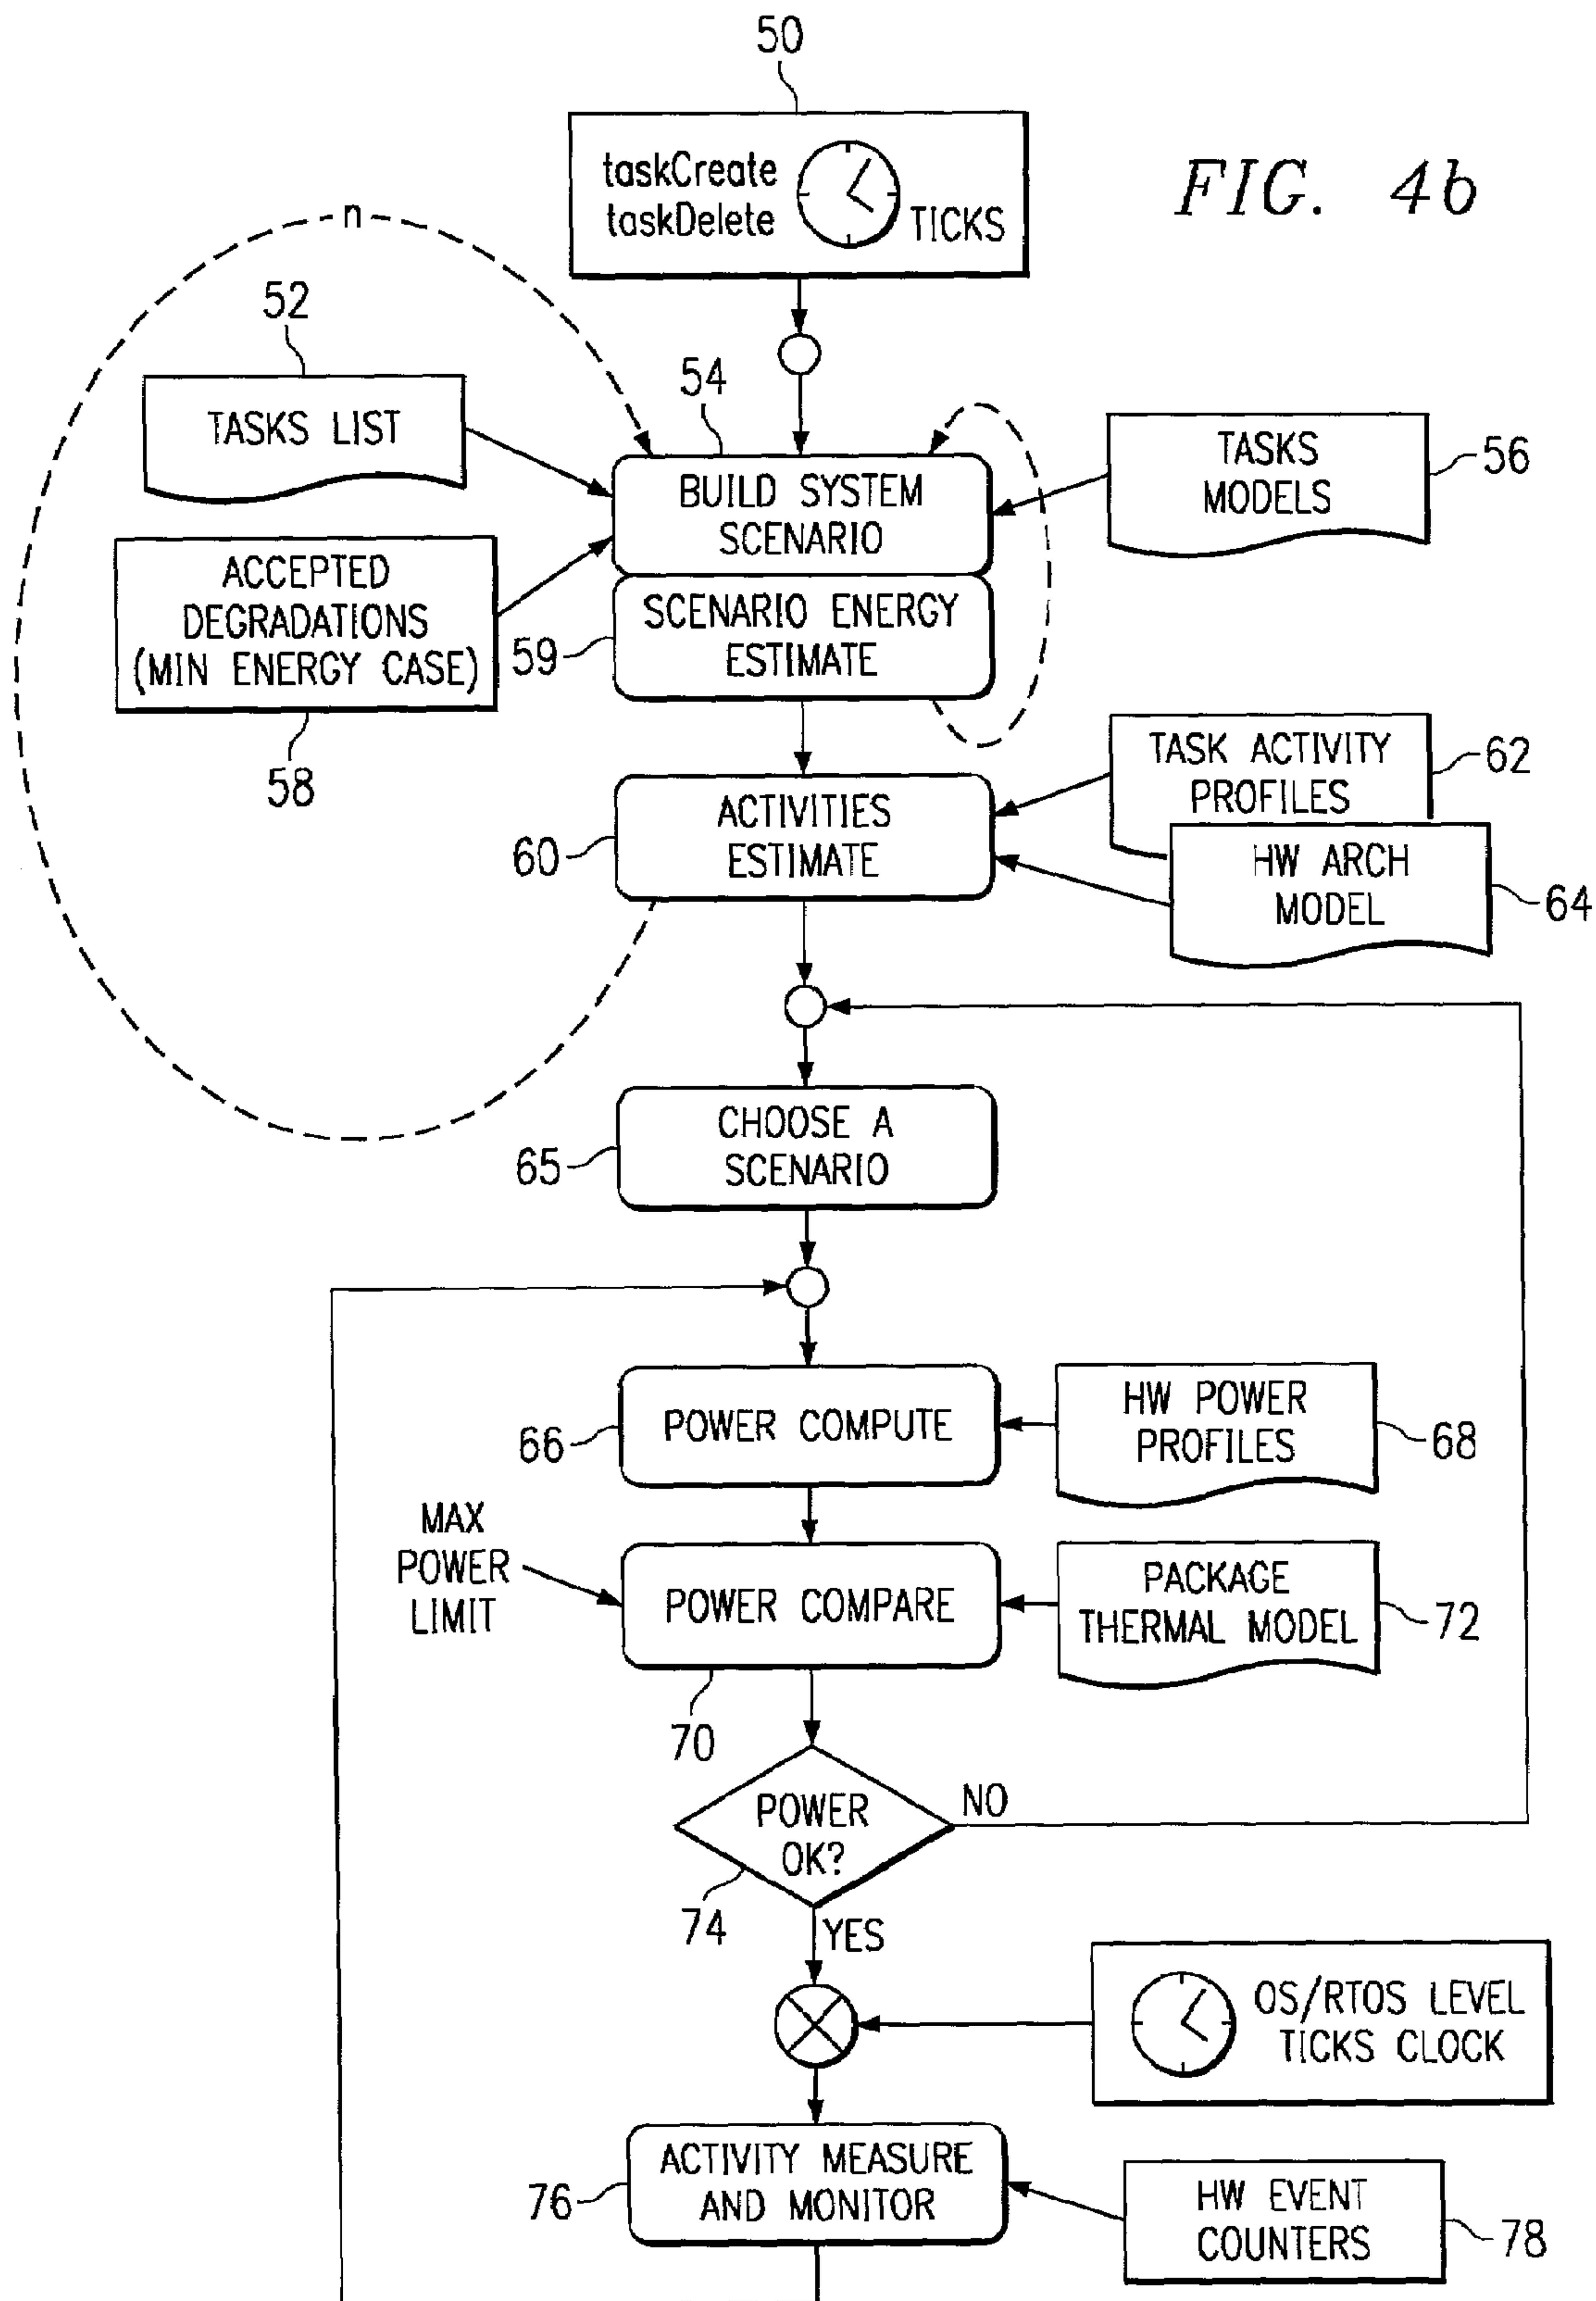 50
taskCreate
taskDelete
TICKS
FIG. 4b
n
52
TASKS LIST
54
BUILD SYSTEM
SCENARIO
TASKS
MODELS
56
ACCEPTED
DEGRADATIONS
(MIN ENERGY CASE)
58
59
SCENARIO ENERGY
ESTIMATE
60
ACTIVITIES
ESTIMATE
TASK ACTIVITY
PROFILES
62
HW ARCH
MODEL
64
65
CHOOSE A
SCENARIO
66
POWER COMPUTE
HW POWER
PROFILES
68
MAX
POWER
LIMIT
POWER COMPARE
70
PACKAGE
THERMAL MODEL
72
POWER
OK?
74
NO
YES
OS/RTOS LEVEL
TICKS CLOCK
76
ACTIVITY MEASURE
AND MONITOR
HW EVENT
COUNTERS
78